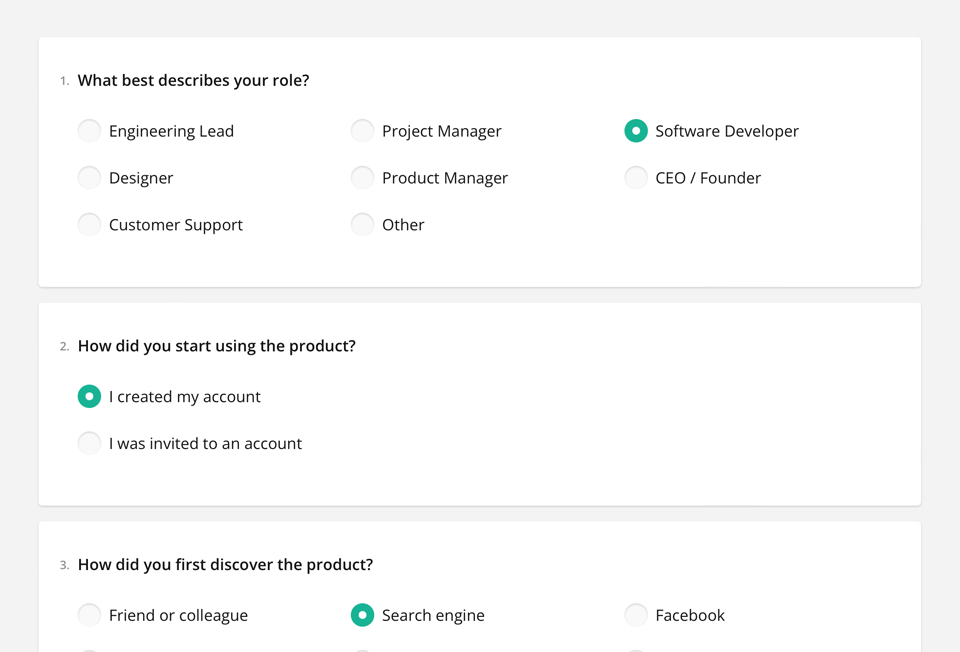 1. What best describes your role?
Engineering Lead
Project Manager
Software Developer
Designer
Product Manager
CEO / Founder
Customer Support
Other
2. How did you start using the product?
I created my account
I was invited to an account
3. How did you first discover the product?
Friend or colleague
Search engine
Facebook